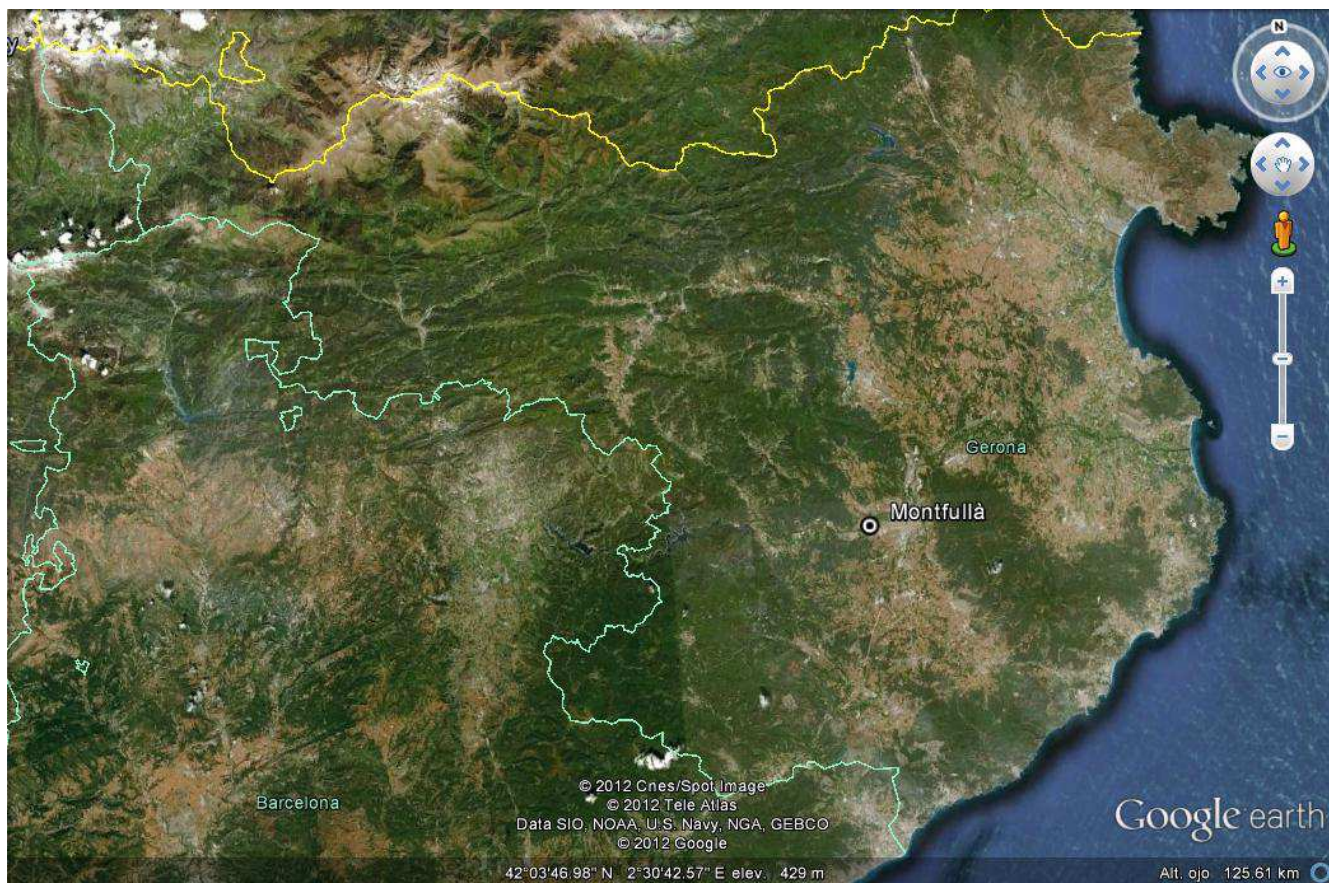 y
N
Gerona
Montfullà
Barcelona
© 2012 Cnes/Spot Image
© 2012 Tele Atlas
Data SIO, NOAA, U.S. Navy, NGA, GEBCO
© 2012 Google
Google earth
42°03'46.98" N 2°30'42.57" E elev. 429 m
Alt. ojo 125.61 km